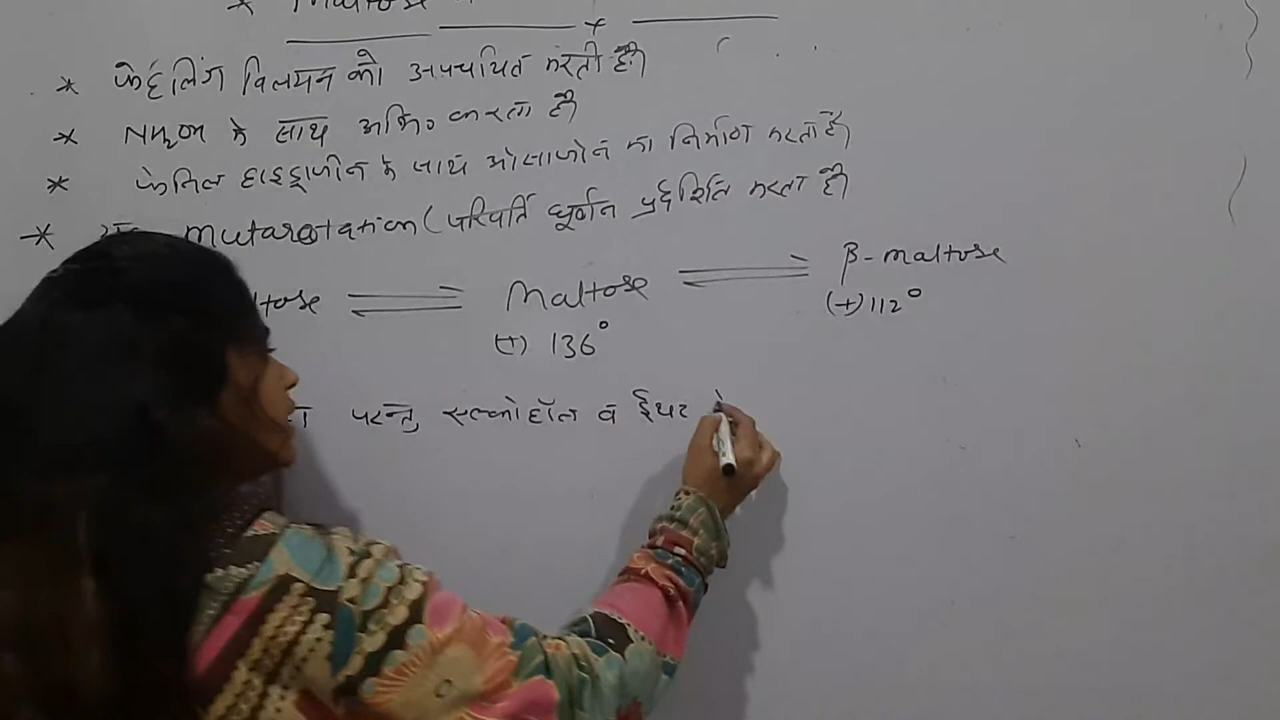 * Maltose
* फेहलिंग विलयन को अपचयित करती है।
* NH2OH के साथ अभि० करता है।
* फेनिल हाइड्राजीन के साथ ओसाजोन का निर्माण करता है।
* mutarotation (परिवर्ति घूर्णन प्रदर्शित करता है।
ltose ⇌ Maltose ⇌ β-maltose
(+) 136° (+) 112°
परन्तु एल्कोहॉल व ईथर